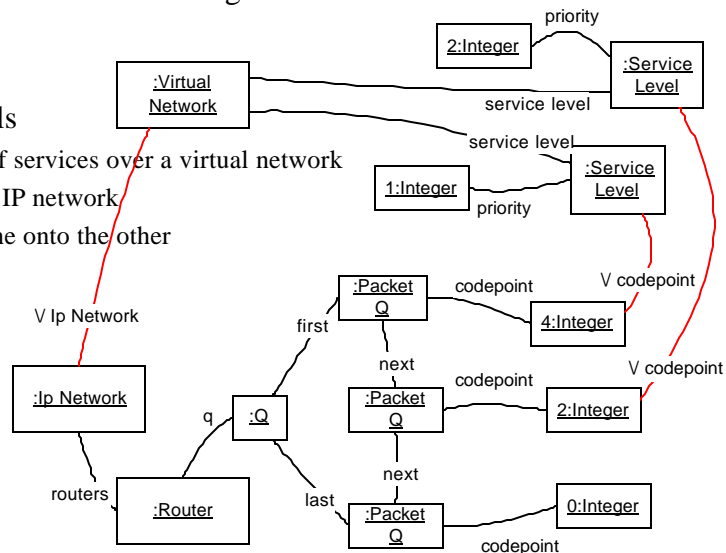 priority
2:Integer
:Service
Level
:Virtual
Network
service level
service level
f services over a virtual network
:Service
Level
1:Integer
IP network
priority
ne onto the other
:Packet
Q
codepoint
\/ codepoint
\/ Ip Network
first
4:Integer
next
\/ codepoint
:Ip Network
codepoint
q
:Q
:Packet
Q
2:Integer
next
routers
last
:Router
:Packet
Q
0:Integer
codepoint